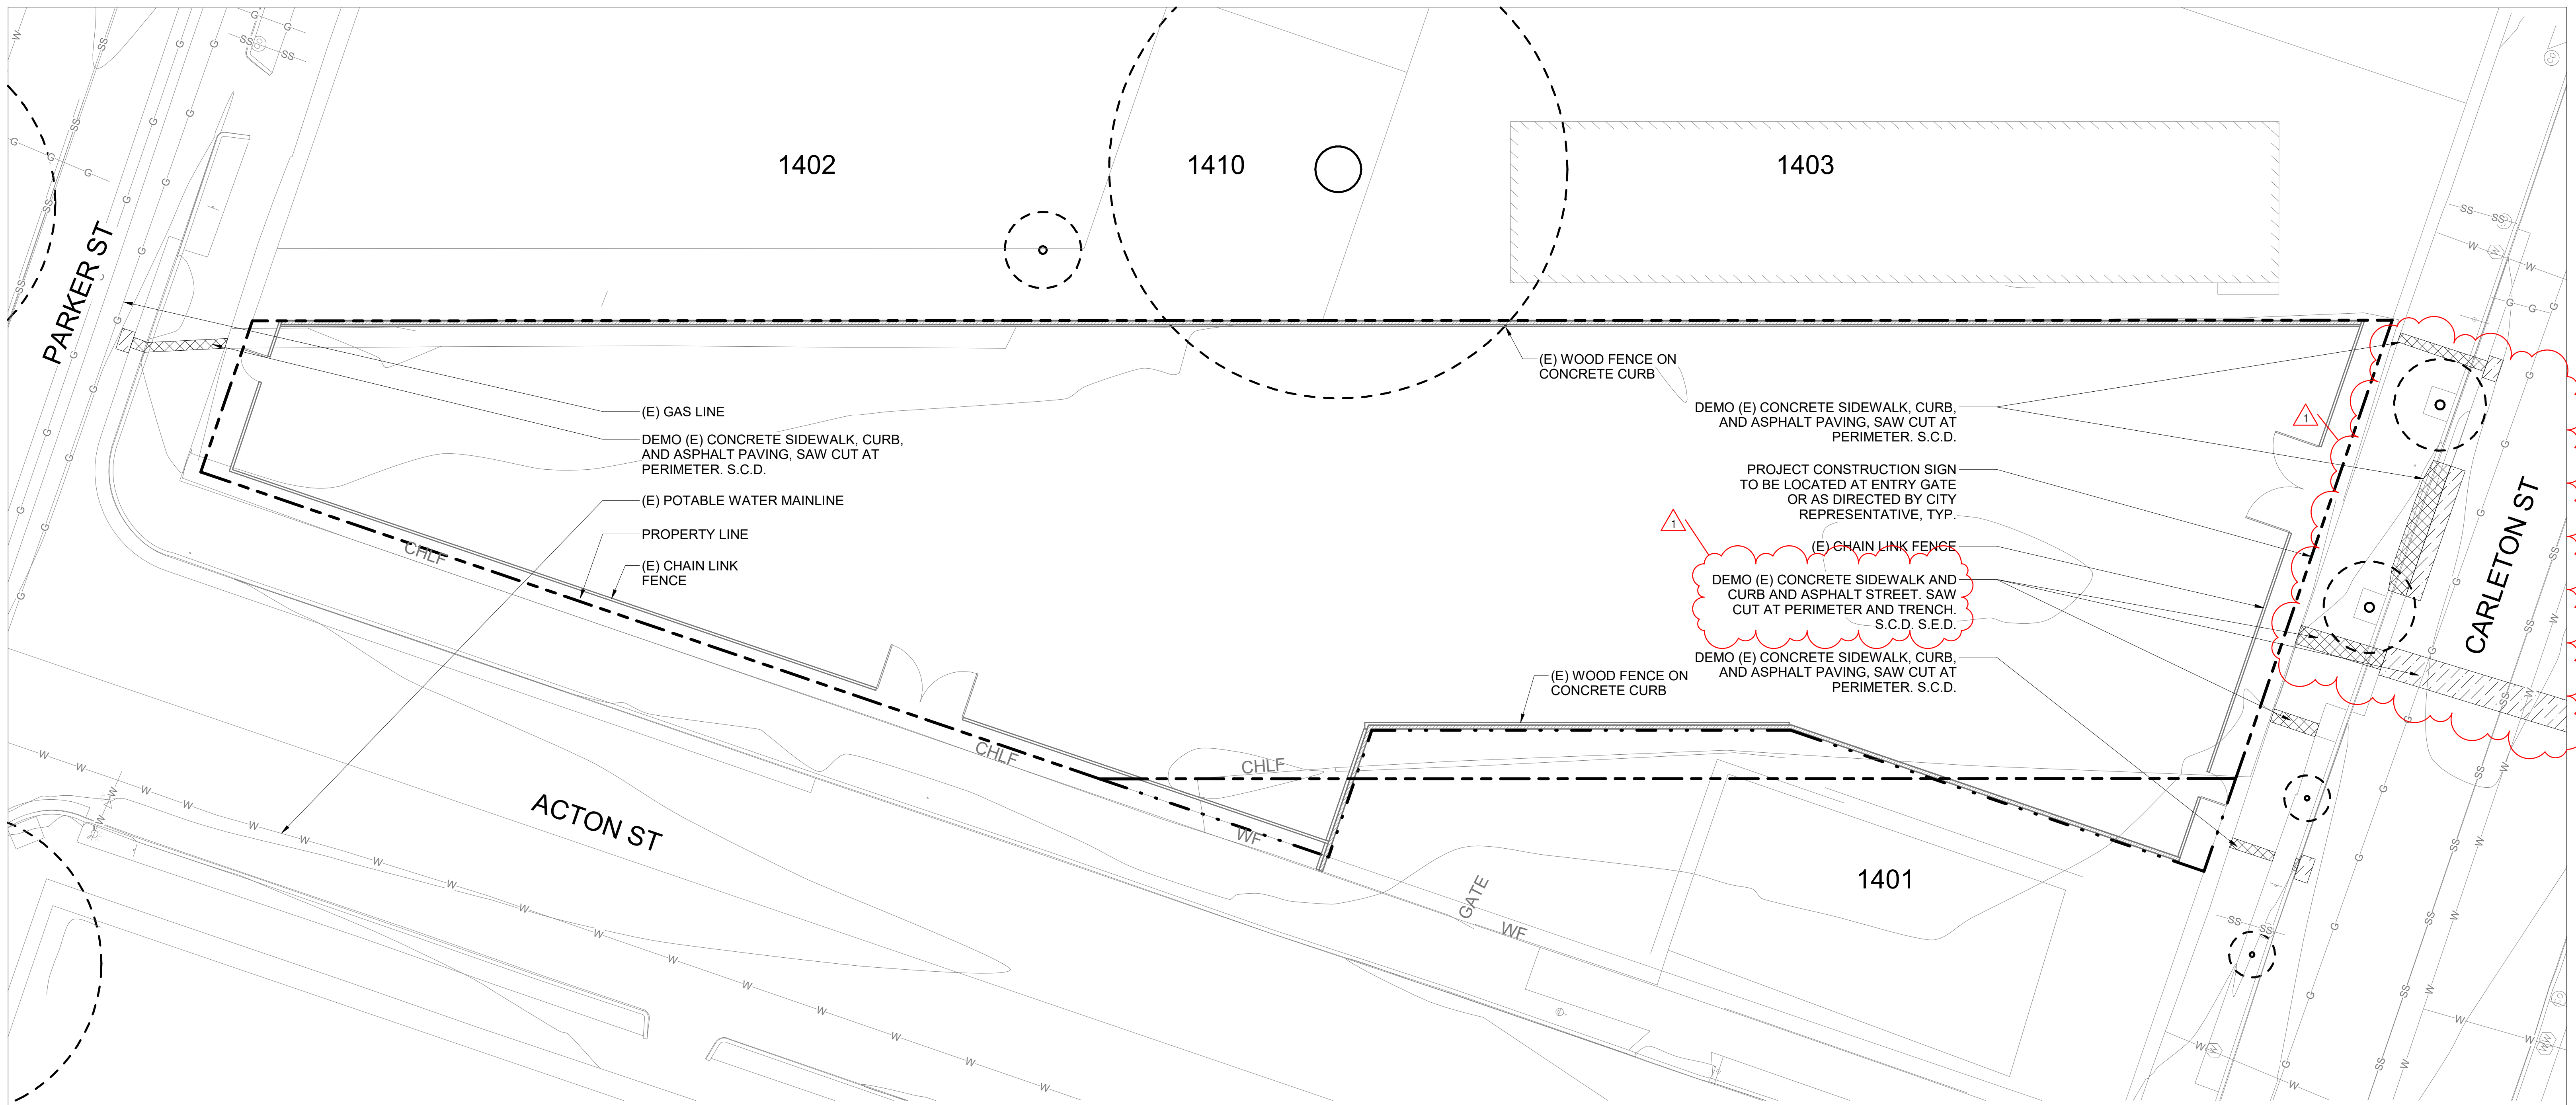 1402
1410
1403
PARKER ST
(E) WOOD FENCE ON
CONCRETE CURB
(E) GAS LINE
DEMO (E) CONCRETE SIDEWALK, CURB,
AND ASPHALT PAVING, SAW CUT AT
PERIMETER. S.C.D.
(E) POTABLE WATER MAINLINE
PROPERTY LINE
(E) CHAIN LINK
FENCE
DEMO (E) CONCRETE SIDEWALK, CURB,
AND ASPHALT PAVING, SAW CUT AT
PERIMETER. S.C.D.
PROJECT CONSTRUCTION SIGN
TO BE LOCATED AT ENTRY GATE
OR AS DIRECTED BY CITY
REPRESENTATIVE, TYP.
1
1
(E) CHAIN LINK FENCE
DEMO (E) CONCRETE SIDEWALK AND
CURB AND ASPHALT STREET. SAW
CUT AT PERIMETER AND TRENCH.
S.C.D. S.E.D.
DEMO (E) CONCRETE SIDEWALK, CURB,
AND ASPHALT PAVING, SAW CUT AT
PERIMETER. S.C.D.
(E) WOOD FENCE ON
CONCRETE CURB
CARLETON ST
CHLF
CHLF
CHLF
WF
ACTON ST
GATE
WF
1401